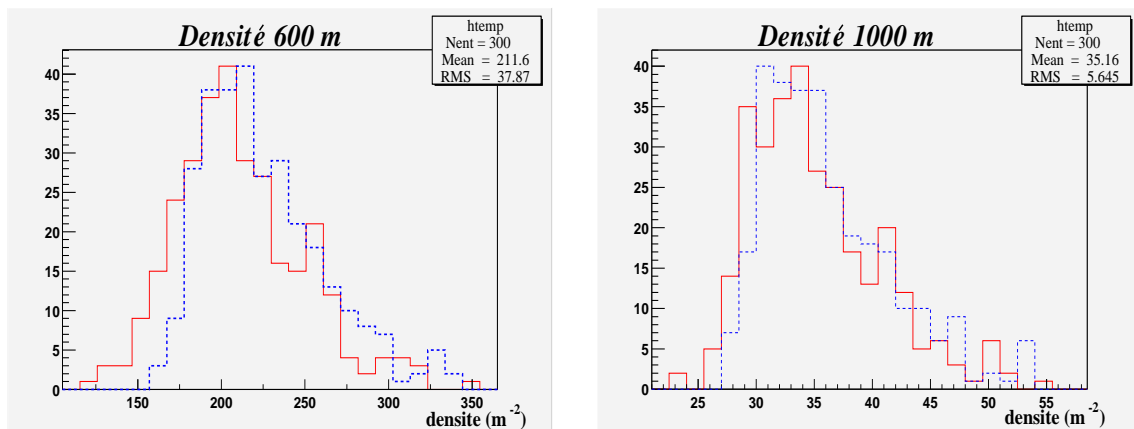 Densité 600 m
htemp
Nent = 300
Mean = 211.6
RMS = 37.87
40
35
30
25
20
15
10
5
0
150 200 250 300 350
densite (m-2)
Densité 1000 m
htemp
Nent = 300
Mean = 35.16
RMS = 5.645
40
35
30
25
20
15
10
5
0
25 30 35 40 45 50 55
densite (m-2)